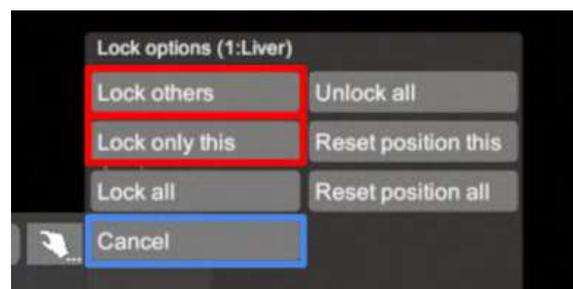 Lock options (1:Liver)
Lock others
Unlock all
Lock only this
Reset position this
Lock all
Reset position all
Cancel
...